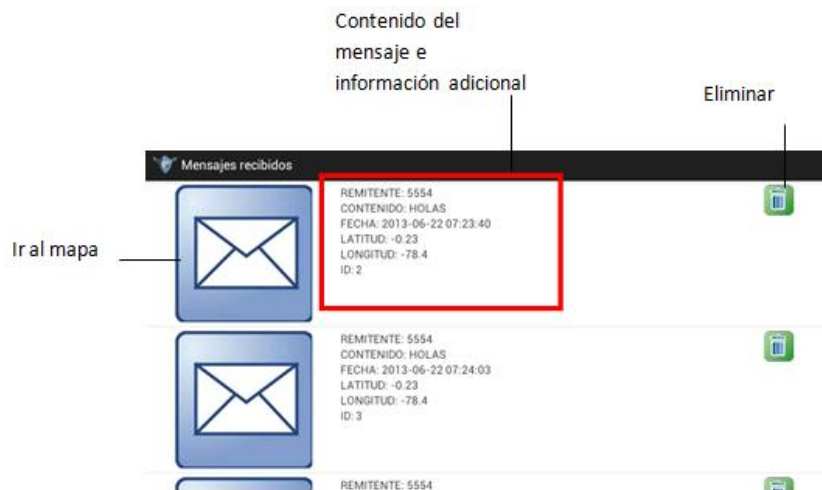 Contenido del
mensaje e
información adicional
Eliminar
Mensajes recibidos
Ir al mapa
REMITENTE: 5554
CONTENIDO: HOLAS
FECHA: 2013-06-22 07:23:40
LATITUD: -0.23
LONGITUD: -78.4
ID: 2
REMITENTE: 5554
CONTENIDO: HOLAS
FECHA: 2013-06-22 07:24:03
LATITUD: -0.23
LONGITUD: -78.4
ID: 3
REMITENTE: 5554